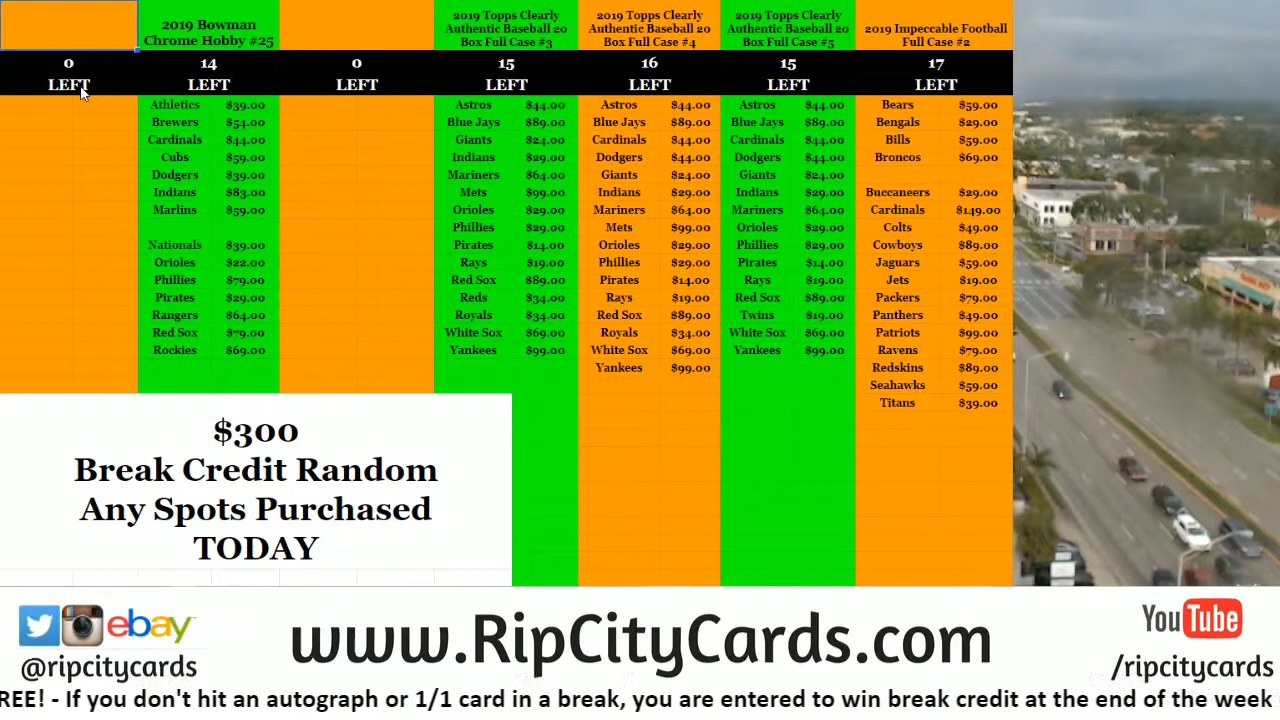 2019 Bowman
Chrome Hobby #25
2019 Topps Clearly
Authentic Baseball 20
Box Full Case #3
2019 Topps Clearly
Authentic Baseball 20
Box Full Case #4
2019 Topps Clearly
Authentic Baseball 20
Box Full Case #5
2019 Impeccable Football
Full Case #2
0
LEFT
14
LEFT
0
LEFT
15
LEFT
16
LEFT
15
LEFT
17
LEFT
Athletics $39.00
Brewers $54.00
Cardinals $44.00
Cubs $59.00
Dodgers $39.00
Indians $83.00
Marlins $59.00
Nationals $39.00
Orioles $22.00
Phillies $79.00
Pirates $29.00
Rangers $64.00
Red Sox $79.00
Rockies $69.00
Astros $44.00
Blue Jays $89.00
Giants $24.00
Indians $29.00
Mariners $64.00
Mets $99.00
Orioles $29.00
Phillies $29.00
Pirates $14.00
Rays $19.00
Red Sox $89.00
Reds $34.00
Royals $34.00
White Sox $69.00
Yankees $99.00
Astros $44.00
Blue Jays $89.00
Cardinals $44.00
Dodgers $44.00
Giants $24.00
Indians $29.00
Mariners $64.00
Mets $99.00
Orioles $29.00
Phillies $29.00
Pirates $14.00
Rays $19.00
Red Sox $89.00
Royals $34.00
White Sox $69.00
Yankees $99.00
Astros $44.00
Blue Jays $89.00
Cardinals $44.00
Dodgers $44.00
Giants $24.00
Indians $29.00
Mariners $64.00
Orioles $29.00
Phillies $29.00
Pirates $14.00
Rays $19.00
Red Sox $89.00
Twins $19.00
White Sox $69.00
Yankees $99.00
Bears $59.00
Bengals $29.00
Bills $59.00
Broncos $69.00
Buccaneers $29.00
Cardinals $149.00
Colts $49.00
Cowboys $89.00
Jaguars $59.00
Jets $19.00
Packers $79.00
Panthers $49.00
Patriots $99.00
Ravens $79.00
Redskins $89.00
Seahawks $59.00
Titans $39.00
$300
Break Credit Random
Any Spots Purchased
TODAY
ebay
@ripcitycards
www.RipCityCards.com
YouTube
/ripcitycards
REE! - If you don't hit an autograph or 1/1 card in a break, you are entered to win break credit at the end of the week